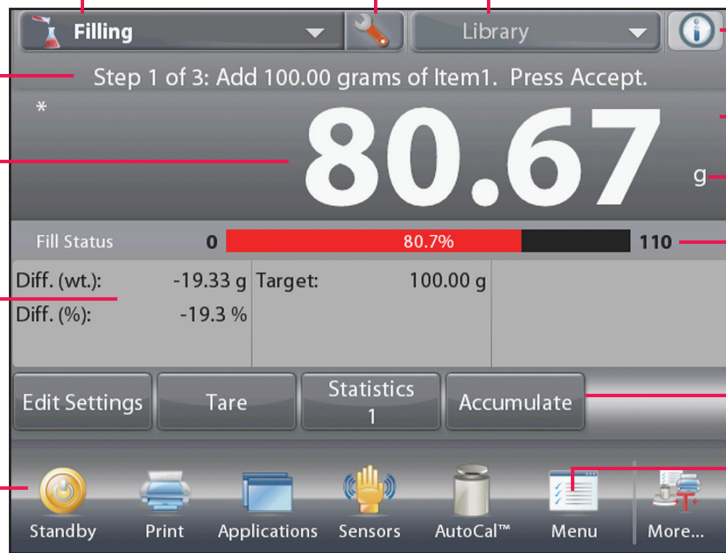 Filling Library
Step 1 of 3: Add 100.00 grams of Item1. Press Accept.
*
80.67 g
Fill Status 0 80.7% 110
Diff. (wt.): -19.33 g Target: 100.00 g
Diff. (%): -19.3 %
Edit Settings Tare Statistics Accumulate
1
Standby Print Applications Sensors AutoCal™ Menu More...